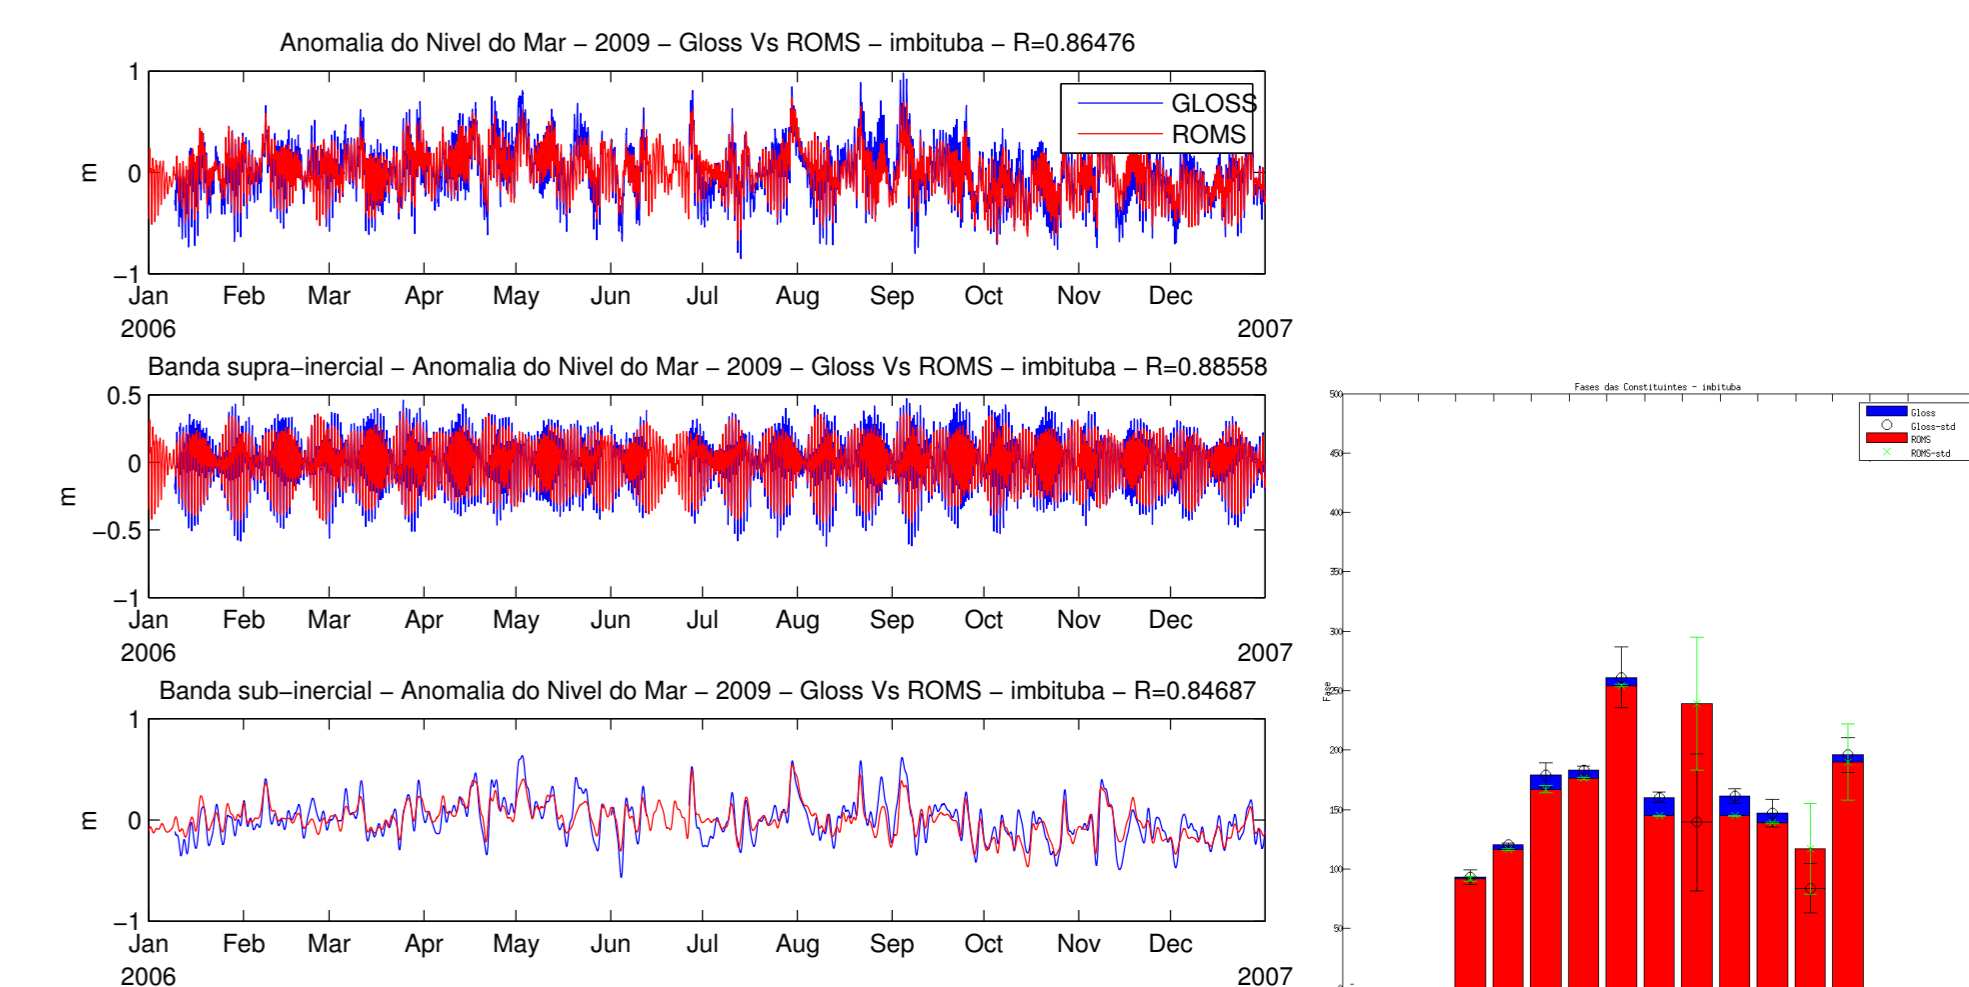 Anomalia do Nivel do Mar − 2009 − Gloss Vs ROMS − imbituba − R=0.86476
1
0
−1
m
GLOSS
ROMS
Jan Feb Mar Apr May Jun Jul Aug Sep Oct Nov Dec
2006 2007
Banda supra−inercial − Anomalia do Nivel do Mar − 2009 − Gloss Vs ROMS − imbituba − R=0.88558
0.5
0
−0.5
−1
m
Jan Feb Mar Apr May Jun Jul Aug Sep Oct Nov Dec
2006 2007
Banda sub−inercial − Anomalia do Nivel do Mar − 2009 − Gloss Vs ROMS − imbituba − R=0.84687
1
0
−1
m
Jan Feb Mar Apr May Jun Jul Aug Sep Oct Nov Dec
2006 2007
Fases das Constituintes - imbituba
Gloss
Gloss-std
ROMS
ROMS-std
500
450
400
350
300
250
200
150
100
50
Fase